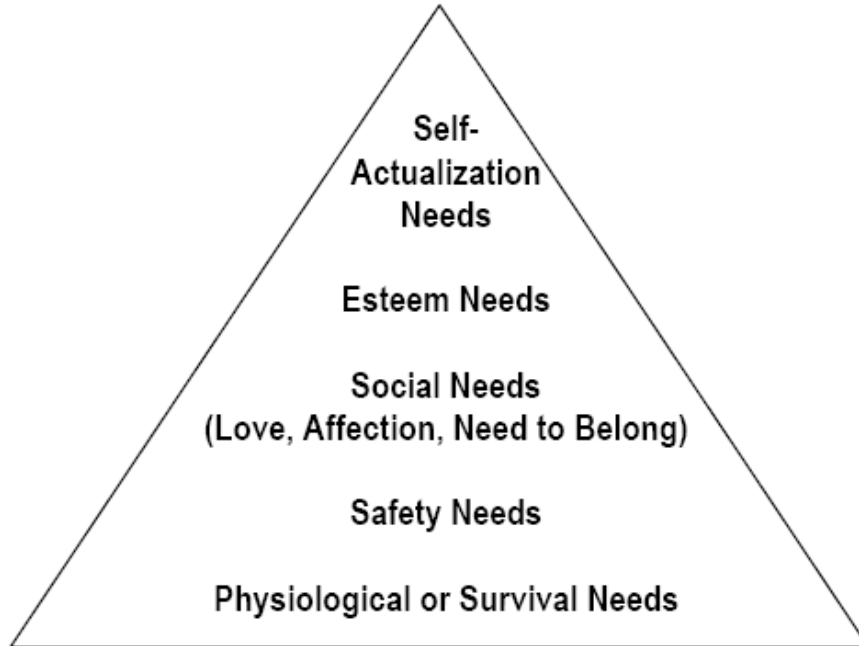 Self-
Actualization
Needs
Esteem Needs
Social Needs
(Love, Affection, Need to Belong)
Safety Needs
Physiological or Survival Needs